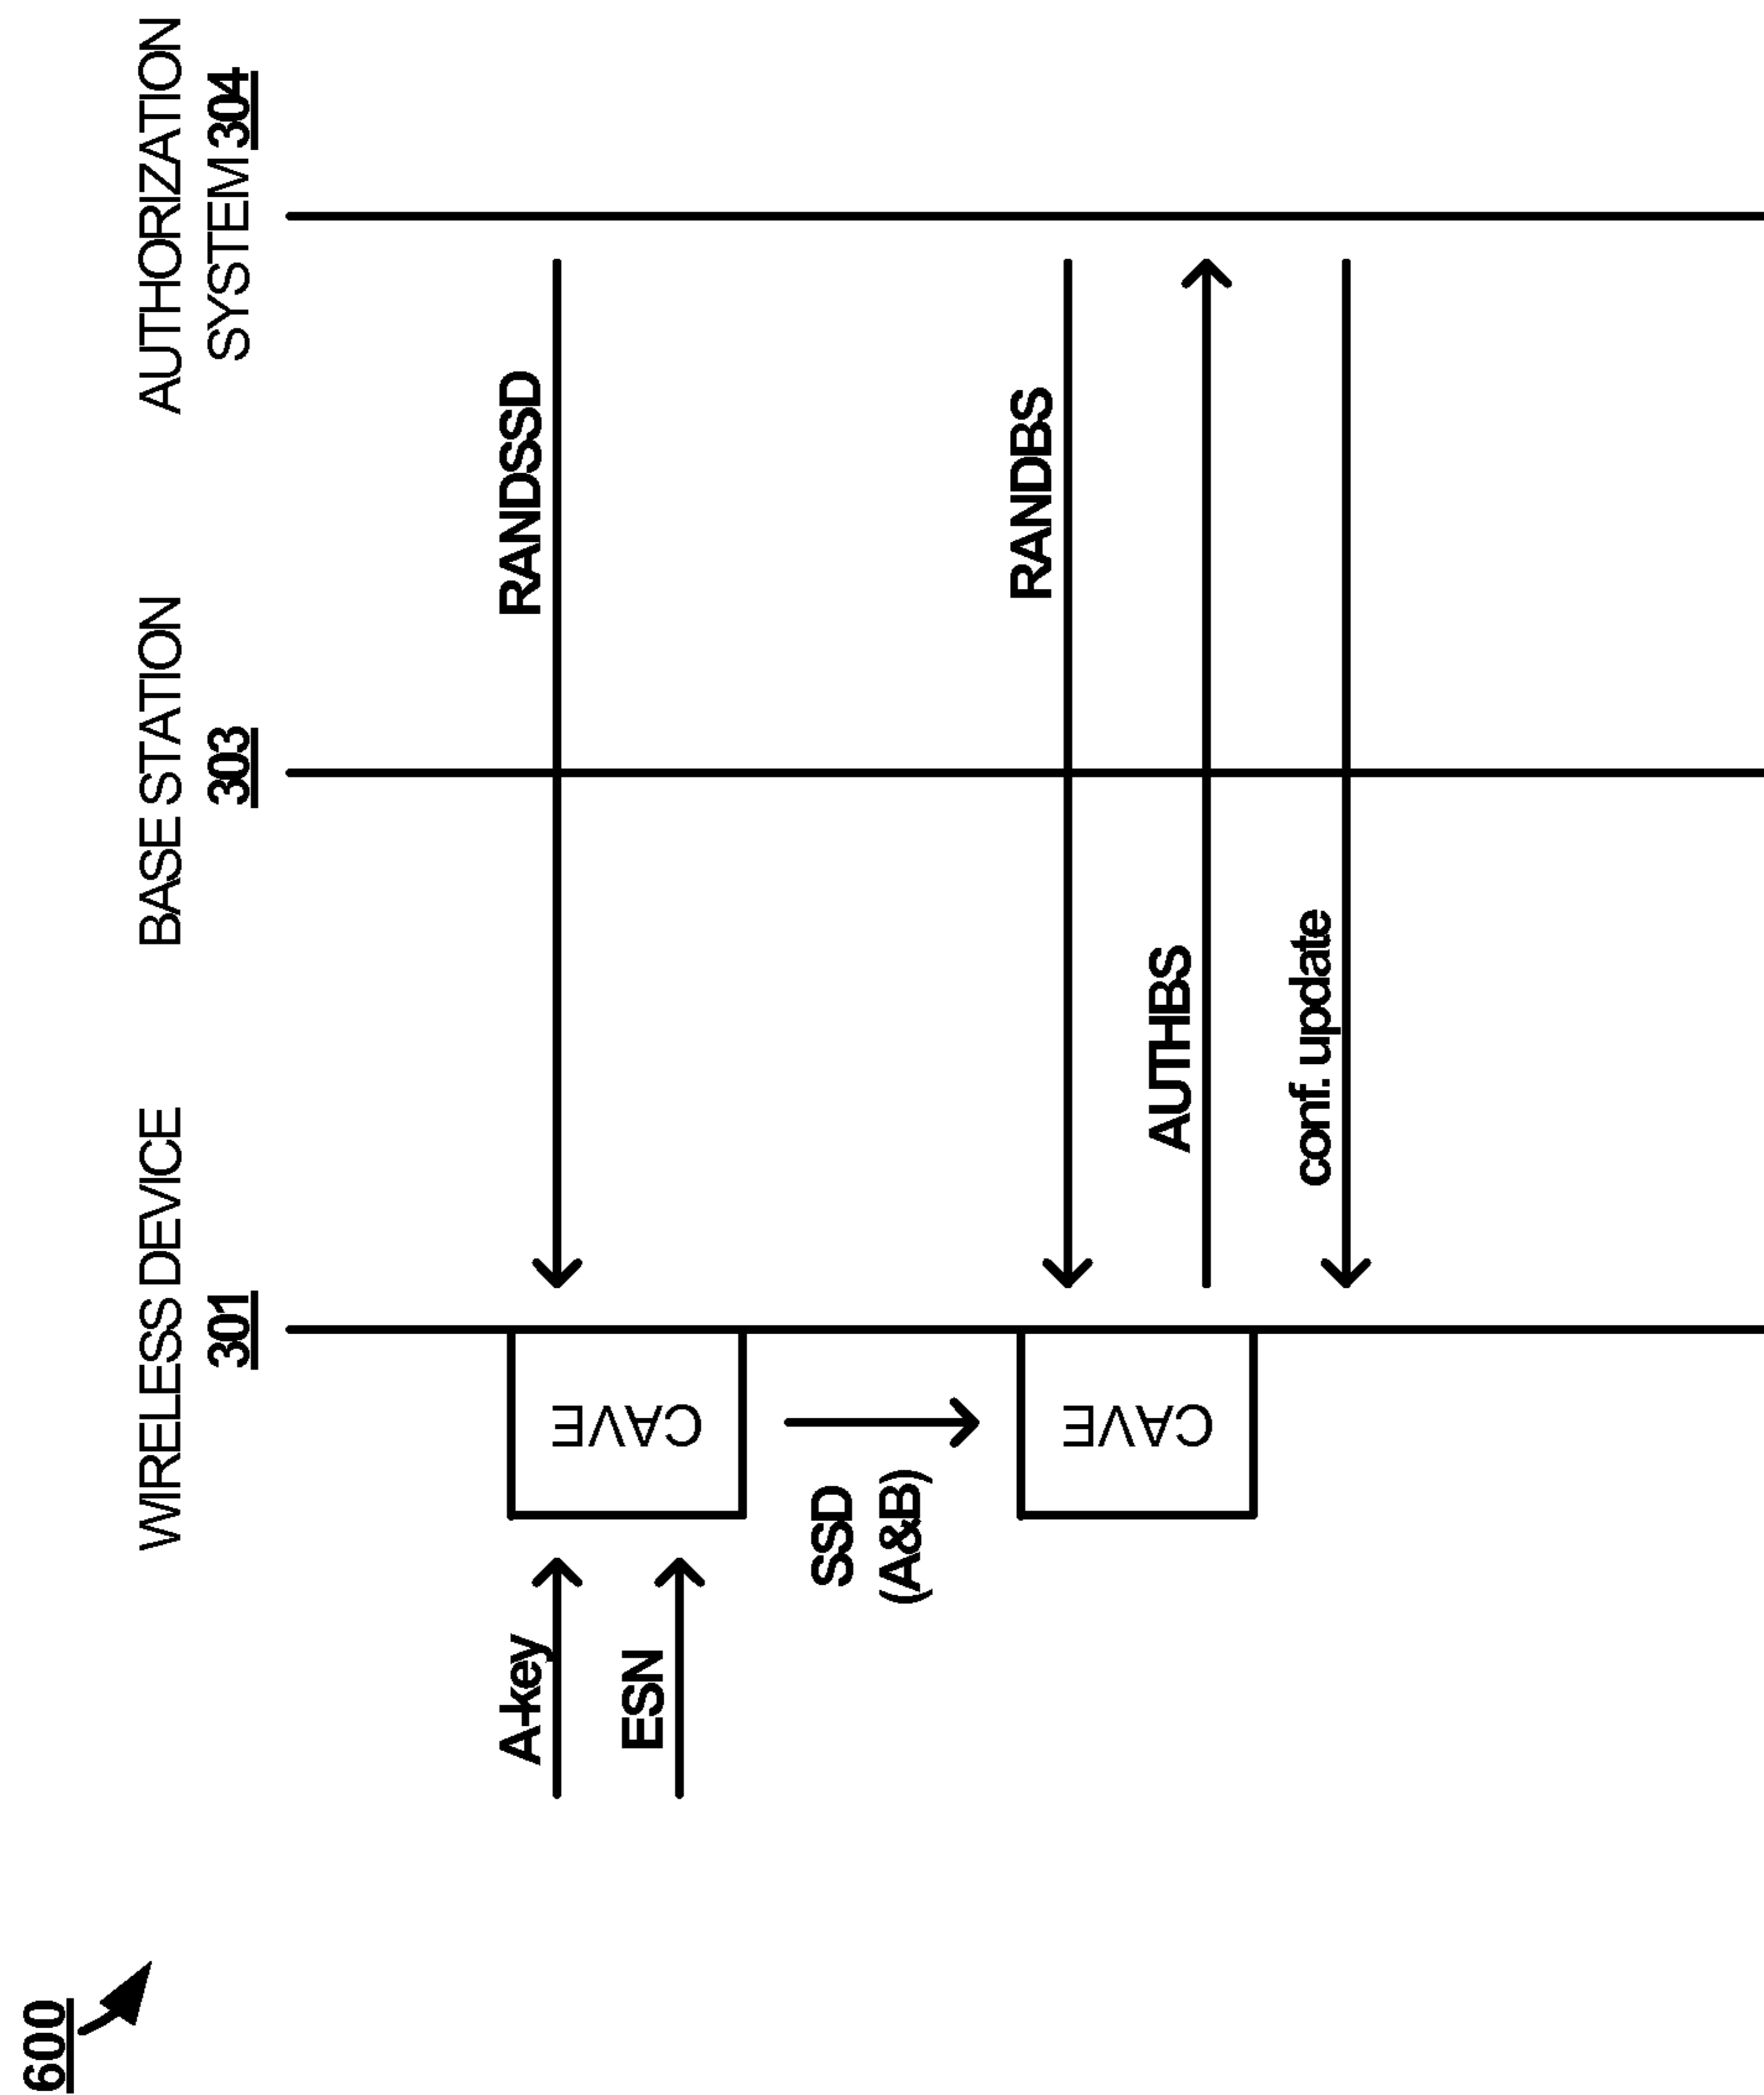 600
WIRELESS DEVICE
301
BASE STATION
303
AUTHORIZATION
SYSTEM 304
A-key
CAVE
RANDSSD
ESN
SSD
(A&B)
CAVE
RANDBS
AUTHBS
conf. update